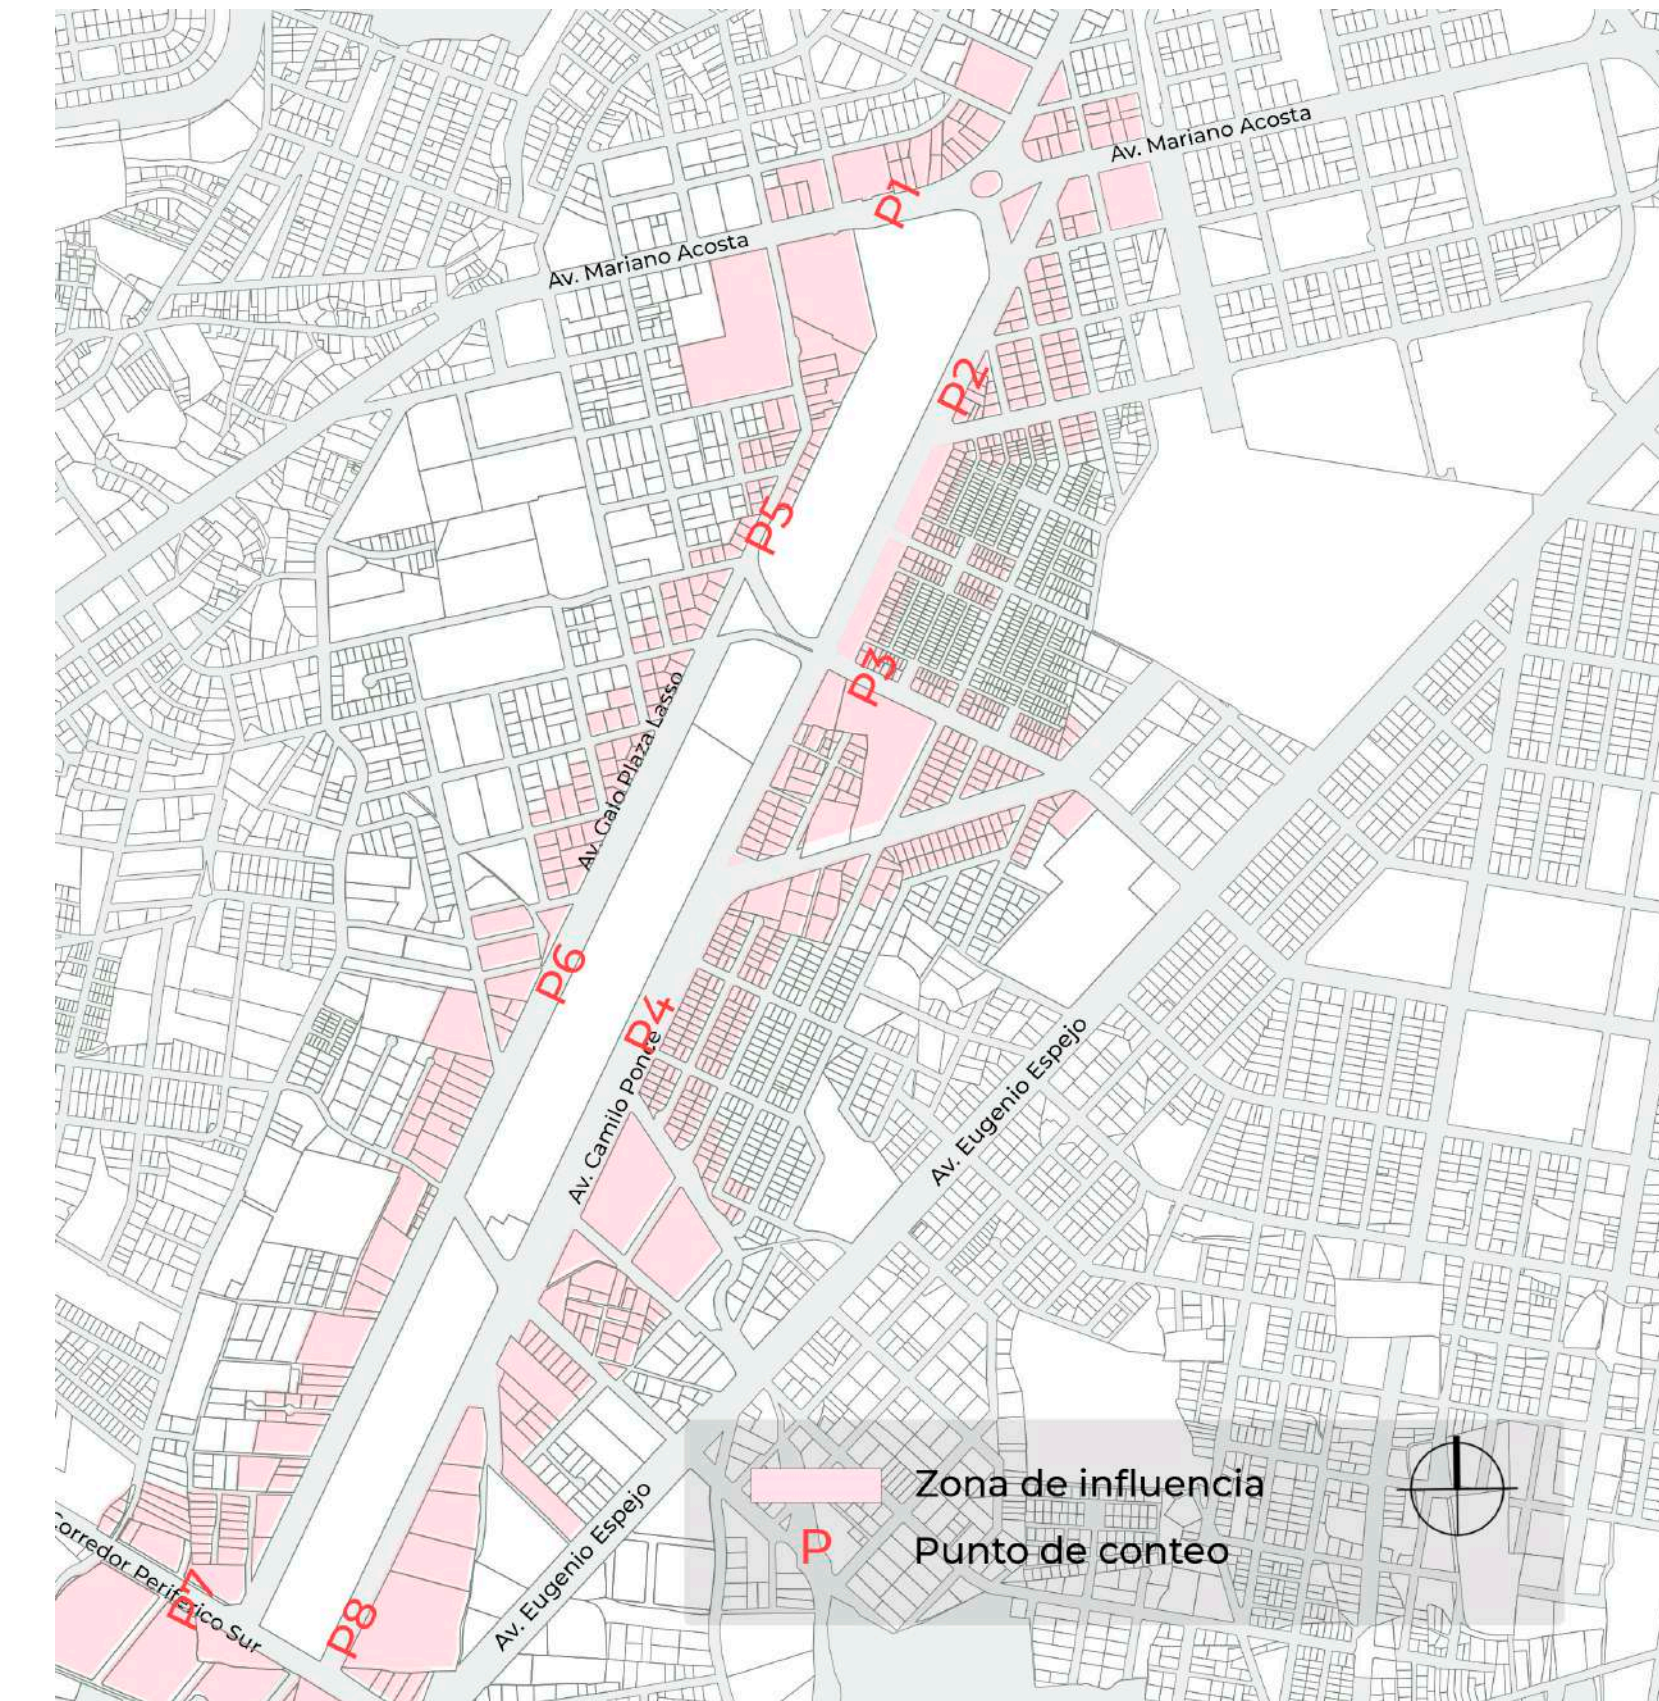 Av. Mariano Acosta
P1
Av. Mariano Acosta
P2
P5
P3
Av. Galo Plaza Lasso
P6
P4
Av. Camilo Ponce
Av. Eugenio Espejo
Zona de influencia
P Punto de conteo
Av. Eugenio Espejo
Corredor Periferico Sur
P7
P8